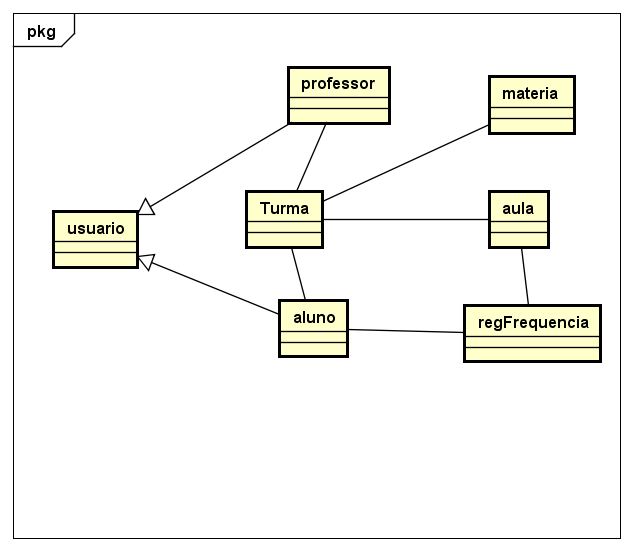 pkg
professor
materia
usuario
Turma
aula
aluno
regFrequencia